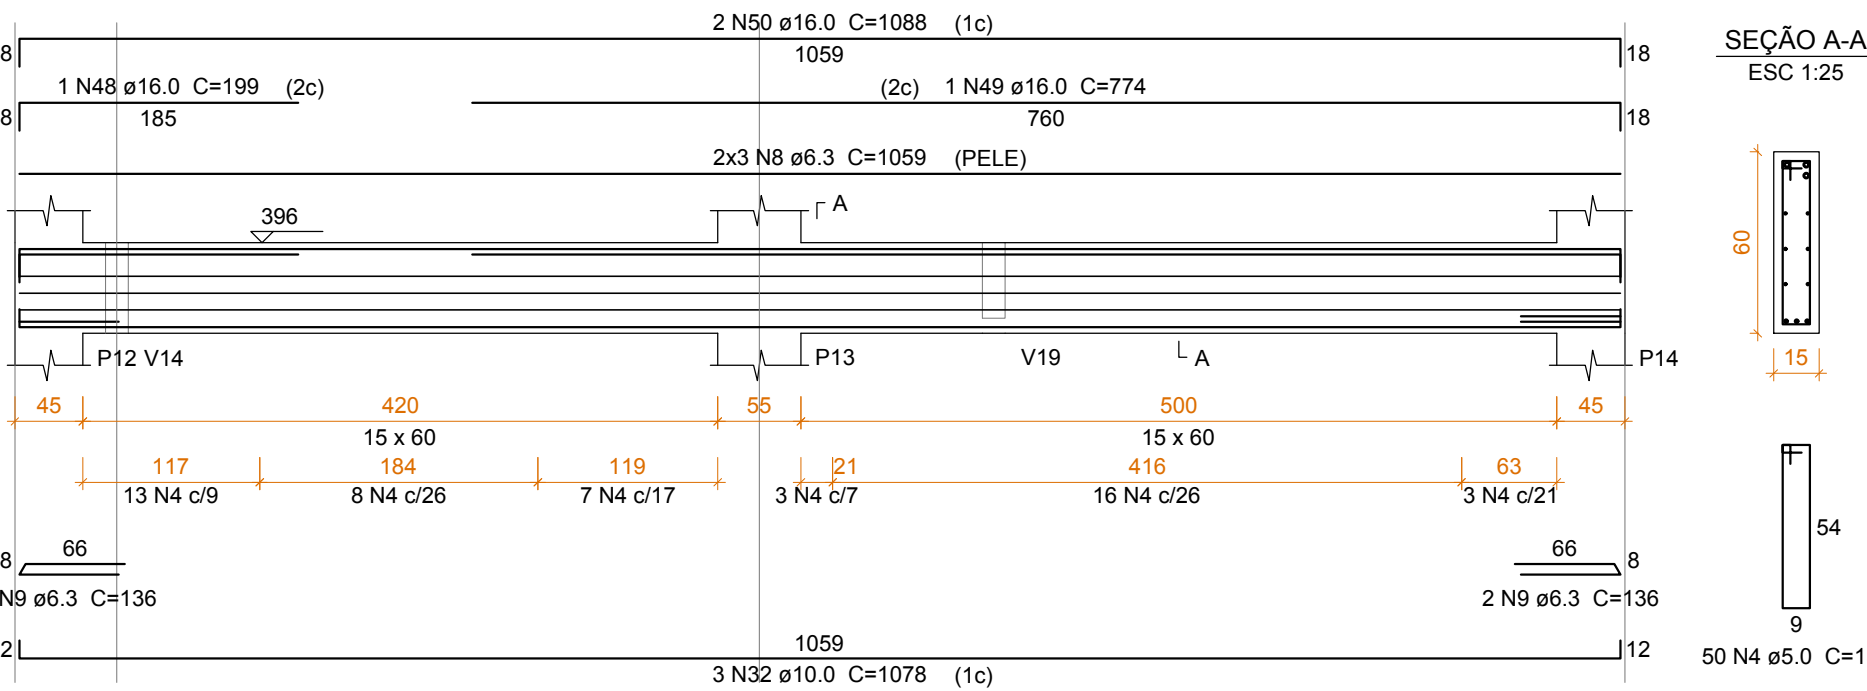 2 N50 ø16.0 C=1088 (1c)
8 1059 18
SEÇÃO A-A
ESC 1:25
1 N48 ø16.0 C=199 (2c) (2c) 1 N49 ø16.0 C=774
8 185 760 18
2x3 N8 ø6.3 C=1059 (PELE)
A
396
60
P12 V14 P13 V19 A P14
15
45 420 55 500 45
15 x 60 15 x 60
117 184 119 21 416 63
13 N4 c/9 8 N4 c/26 7 N4 c/17 3 N4 c/7 16 N4 c/26 3 N4 c/21
54
8 66 66 8
N9 ø6.3 C=136 2 N9 ø6.3 C=136
9
2 1059 12
50 N4 ø5.0 C=1
3 N32 ø10.0 C=1078 (1c)